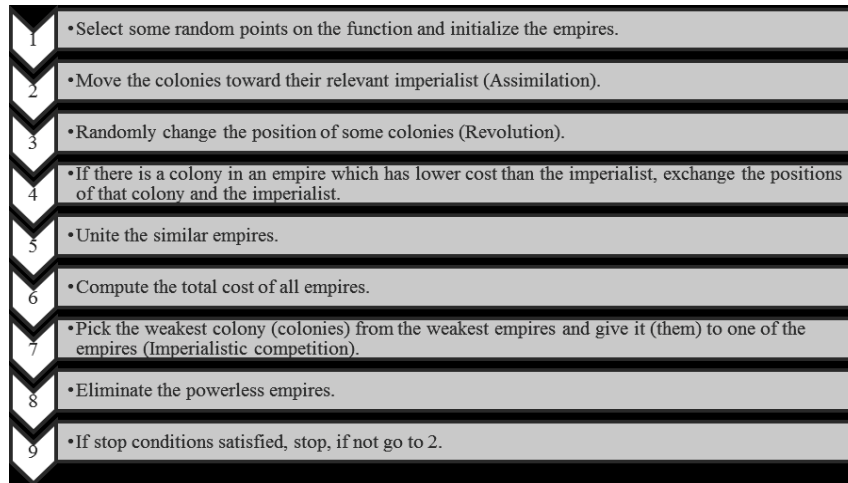 1
•Select some random points on the function and initialize the empires.
2
•Move the colonies toward their relevant imperialist (Assimilation).
3
•Randomly change the position of some colonies (Revolution).
4
•If there is a colony in an empire which has lower cost than the imperialist, exchange the positions
of that colony and the imperialist.
5
•Unite the similar empires.
6
•Compute the total cost of all empires.
7
•Pick the weakest colony (colonies) from the weakest empires and give it (them) to one of the
empires (Imperialistic competition).
8
•Eliminate the powerless empires.
9
•If stop conditions satisfied, stop, if not go to 2.